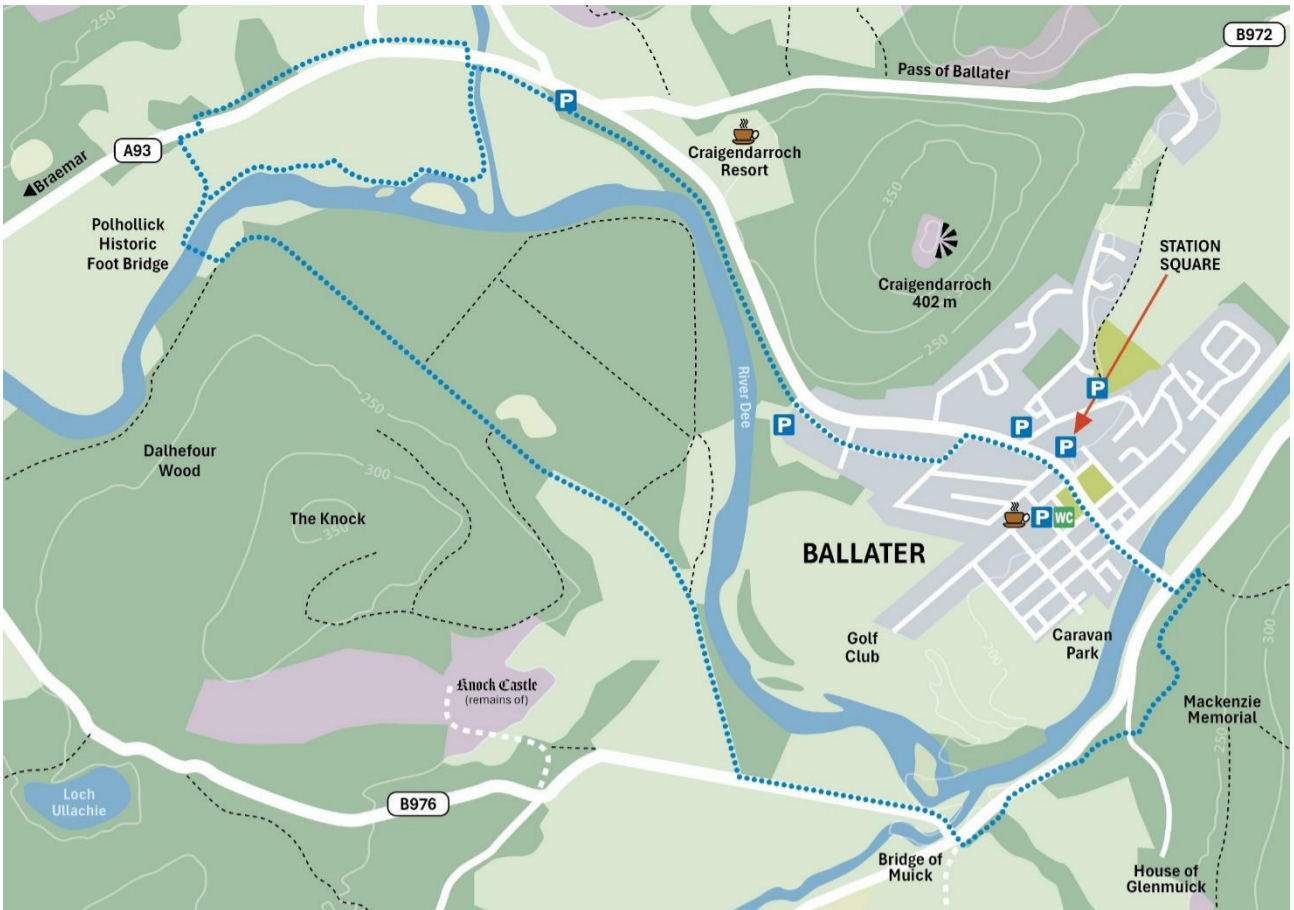 250
B972
Pass of Ballater
P
A93
Braemar
Craigendarroch
Resort
350
200
Polhollick
Historic
Foot Bridge
STATION
SQUARE
Craigendarroch
402 m
250
River Dee
P
250
P
P
P
Dalhefour
Wood
300
The Knock
350
P
WC
BALLATER
Golf
Club
200
Caravan
Park
300
Knock Castle
(remains of)
Mackenzie
Memorial
250
Loch
Ullachie
B976
Bridge of
Muick
House of
Glenmuick